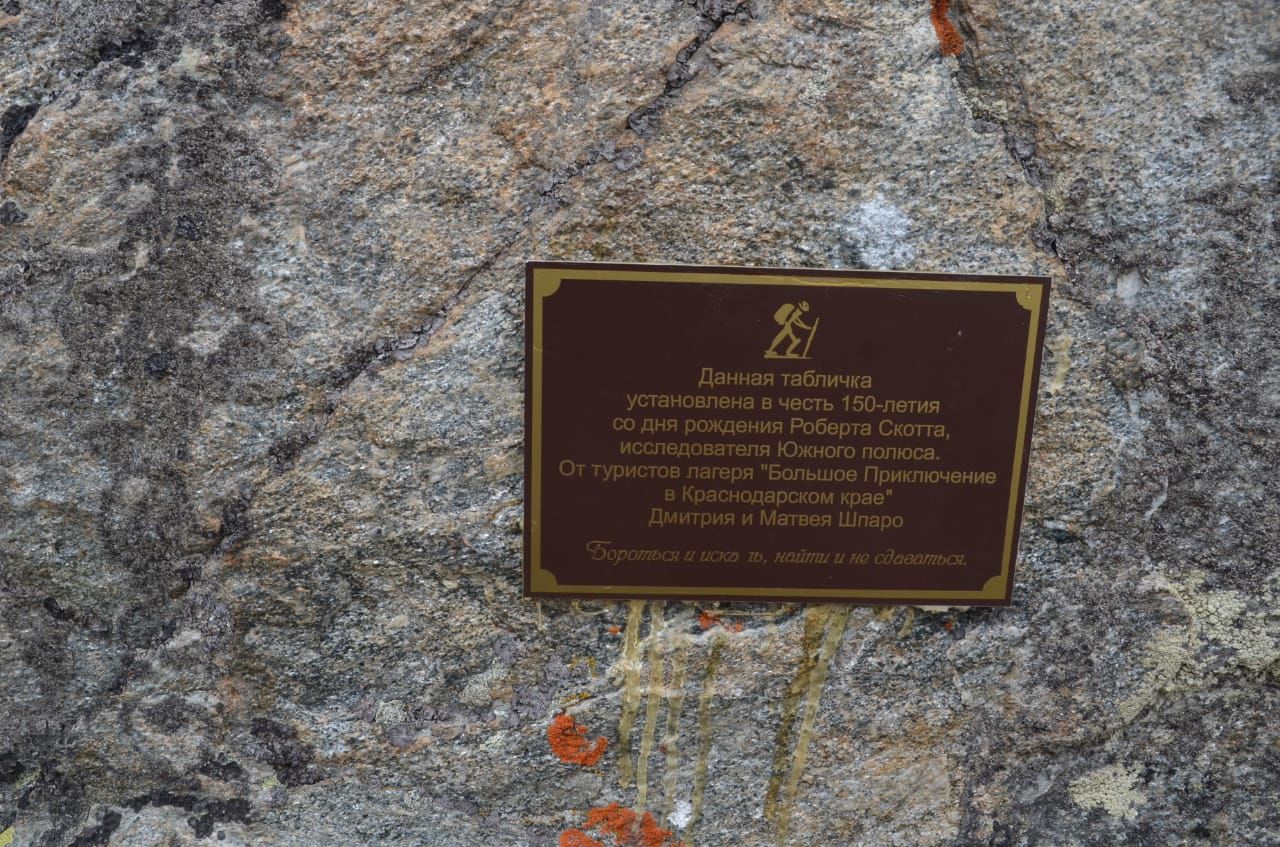 Данная табличка
установлена в честь 150-летия
со дня рождения Роберта Скотта,
исследователя Южного полюса.
От туристов лагеря "Большое Приключение
в Краснодарском крае"
Дмитрия и Матвея Шпаро
Бороться и иска ь, найти и не сдаваться.